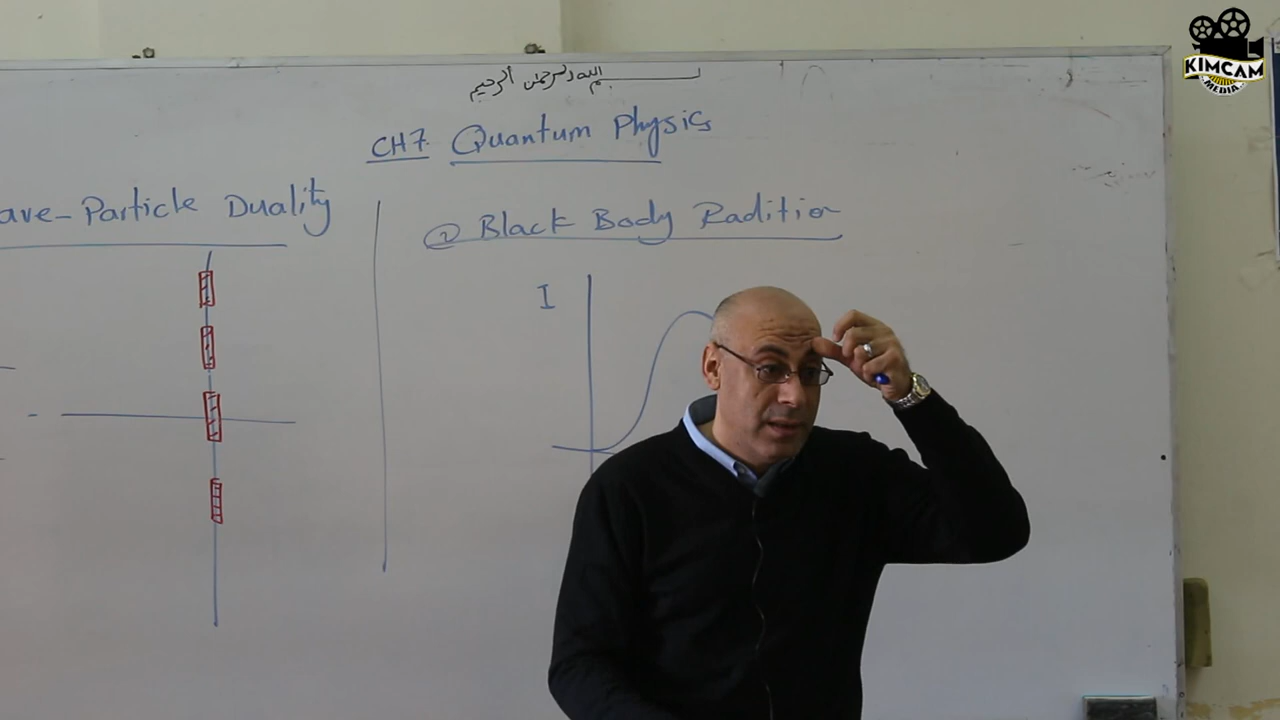 بسم الله الرحمن الرحيم
CH7. Quantum Physics
ave-Particle Duality
② Black Body Radition
I
KIMCAM
MEDIA